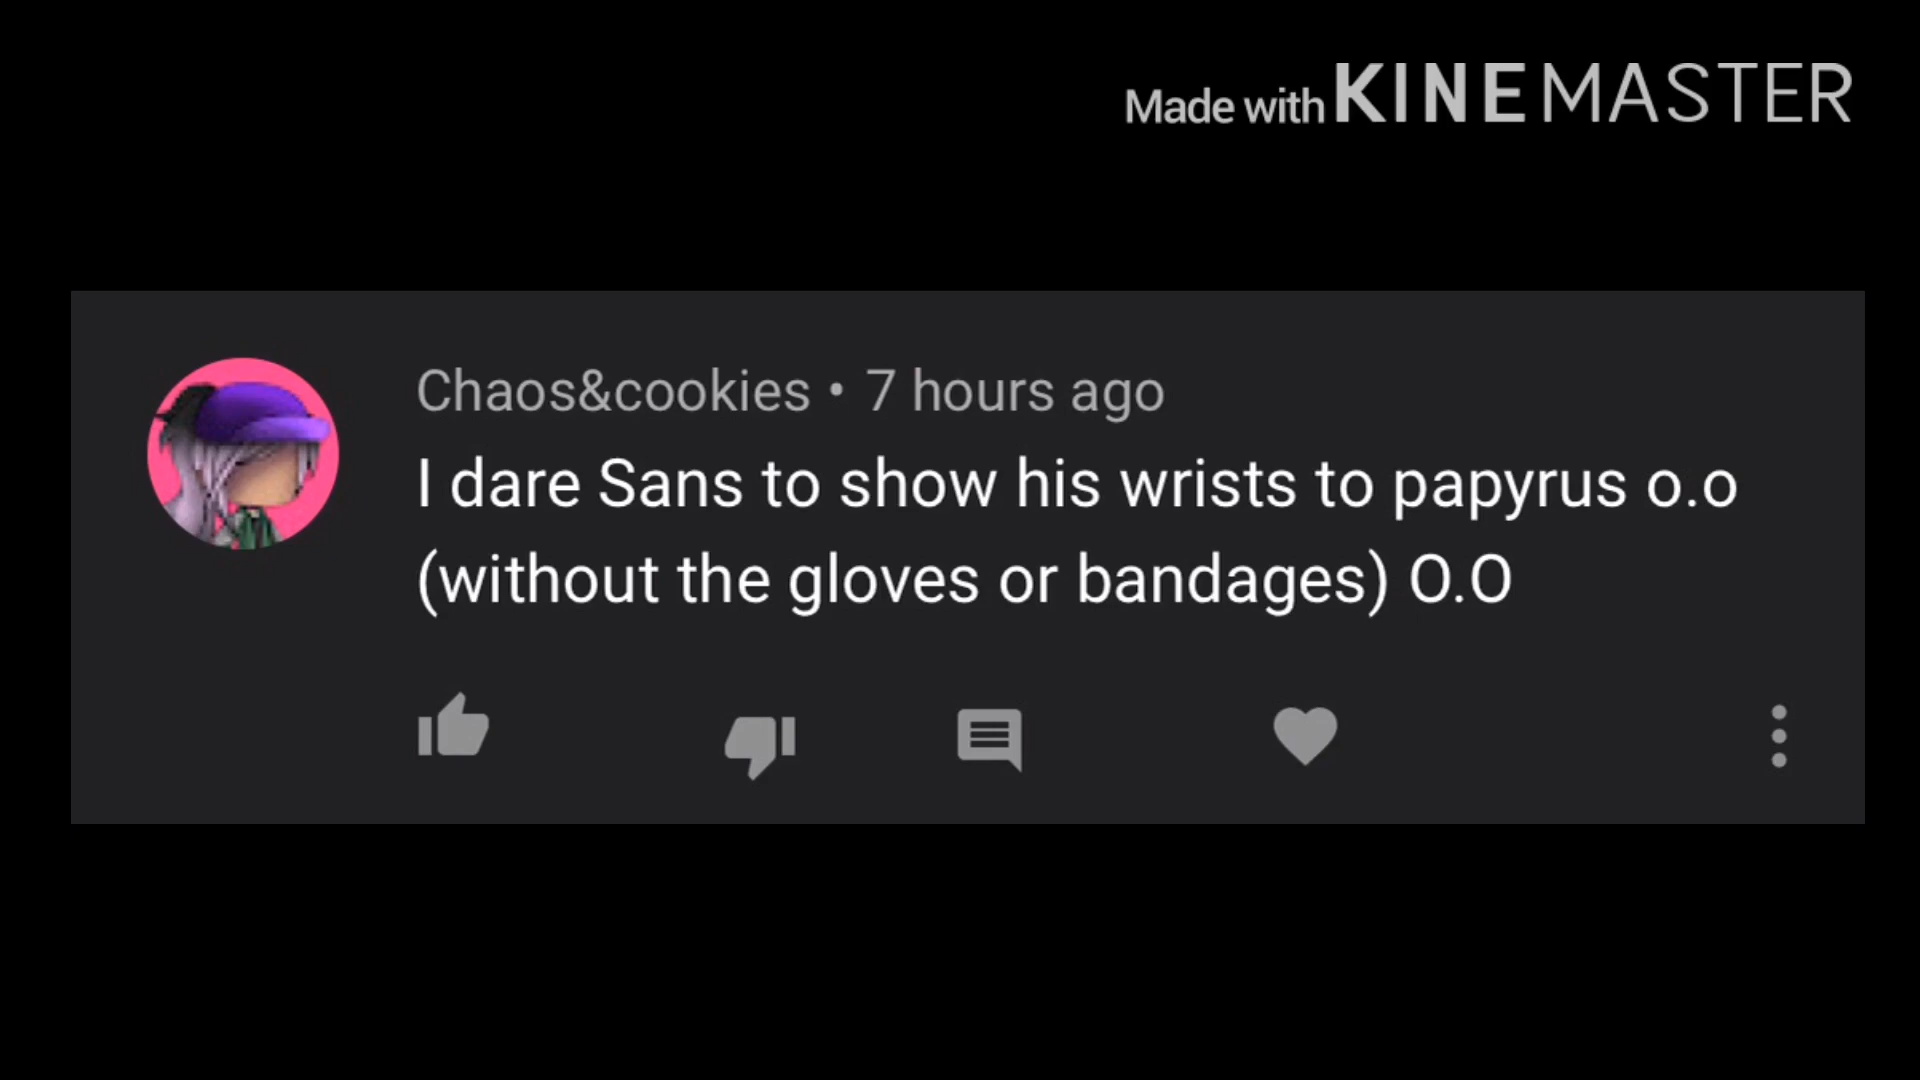 Made with KINEMASTER
Chaos&cookies • 7 hours ago
I dare Sans to show his wrists to papyrus o.o
(without the gloves or bandages) O.O